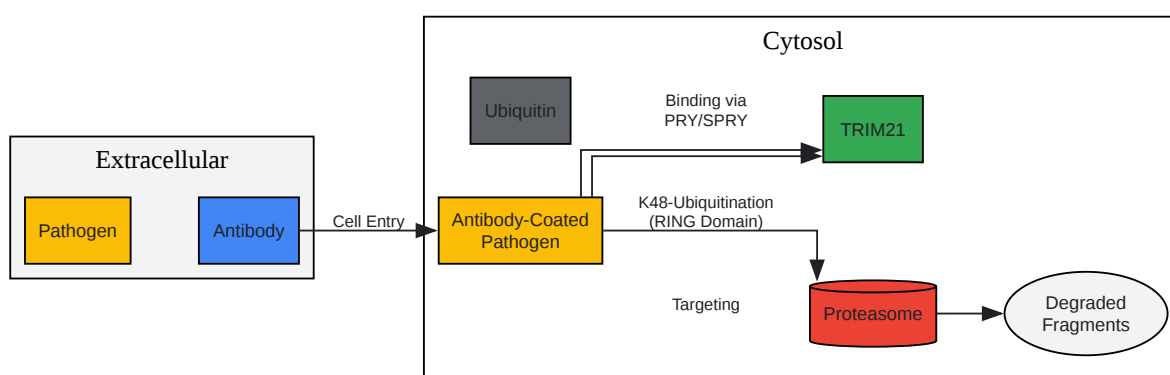 Cytosol
Ubiquitin
Binding via
PRY/SPRY
TRIM21
Extracellular
Pathogen
Antibody
Cell Entry
Antibody-Coated
Pathogen
K48-Ubiquitination
(RING Domain)
Targeting
Proteasome
Degraded
Fragments